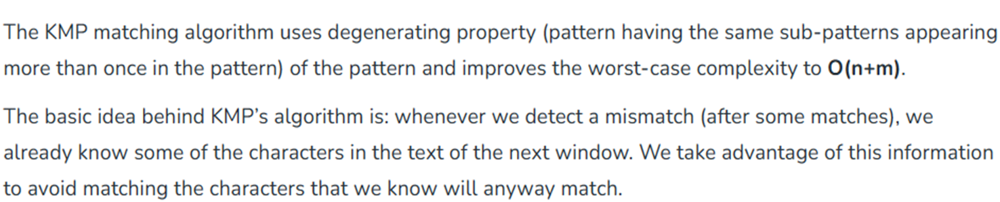 The KMP matching algorithm uses degenerating property (pattern having the same sub-patterns appearing
more than once in the pattern) of the pattern and improves the worst-case complexity to O(n+m).
The basic idea behind KMP’s algorithm is: whenever we detect a mismatch (after some matches), we
already know some of the characters in the text of the next window. We take advantage of this information
to avoid matching the characters that we know will anyway match.